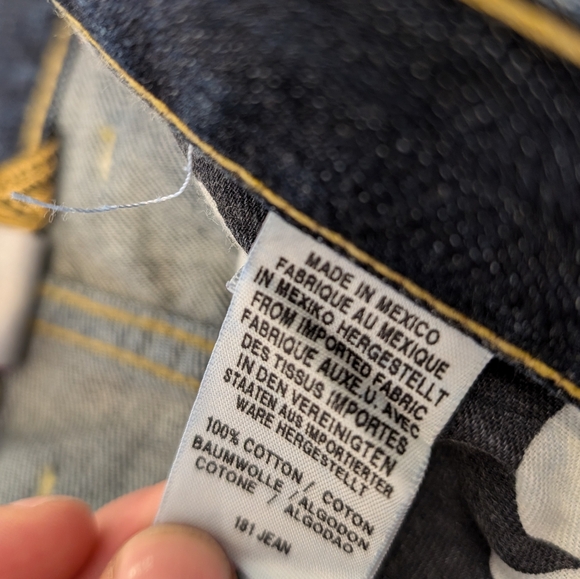 MADE IN MEXICO
FABRIQUE AU MEXIQUE
IN MEXIKO HERGESTELLT
FROM IMPORTED FABRIC
FABRIQUE AUXE.U. AVEC
DES TISSUS IMPORTES
IN DEN VEREINIGTEN
STAATEN AUS IMPORTIERTER
WARE HERGESTELLT
100% COTTON / COTON
BAUMWOLLE / ALGODON
COTONE / ALGODAO
181 JEAN